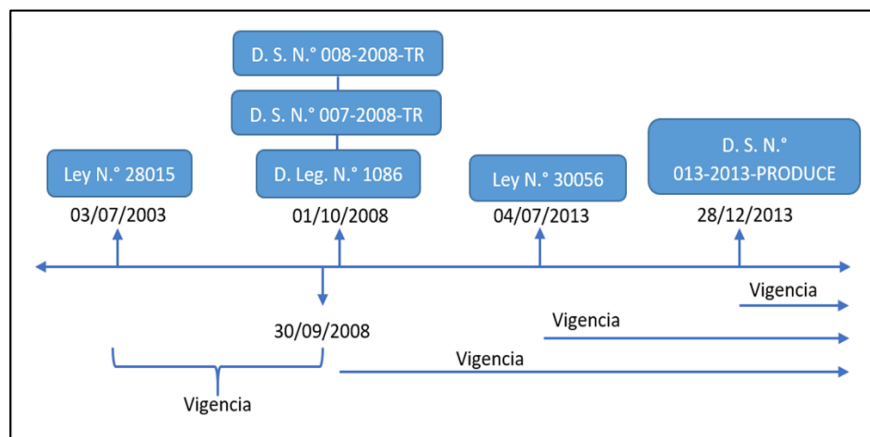 D. S. N.° 008-2008-TR
D. S. N.° 007-2008-TR
Ley N.° 28015
D. Leg. N.° 1086
Ley N.° 30056
D. S. N.°
013-2013-PRODUCE
03/07/2003
01/10/2008
04/07/2013
28/12/2013
Vigencia
Vigencia
30/09/2008
Vigencia
Vigencia